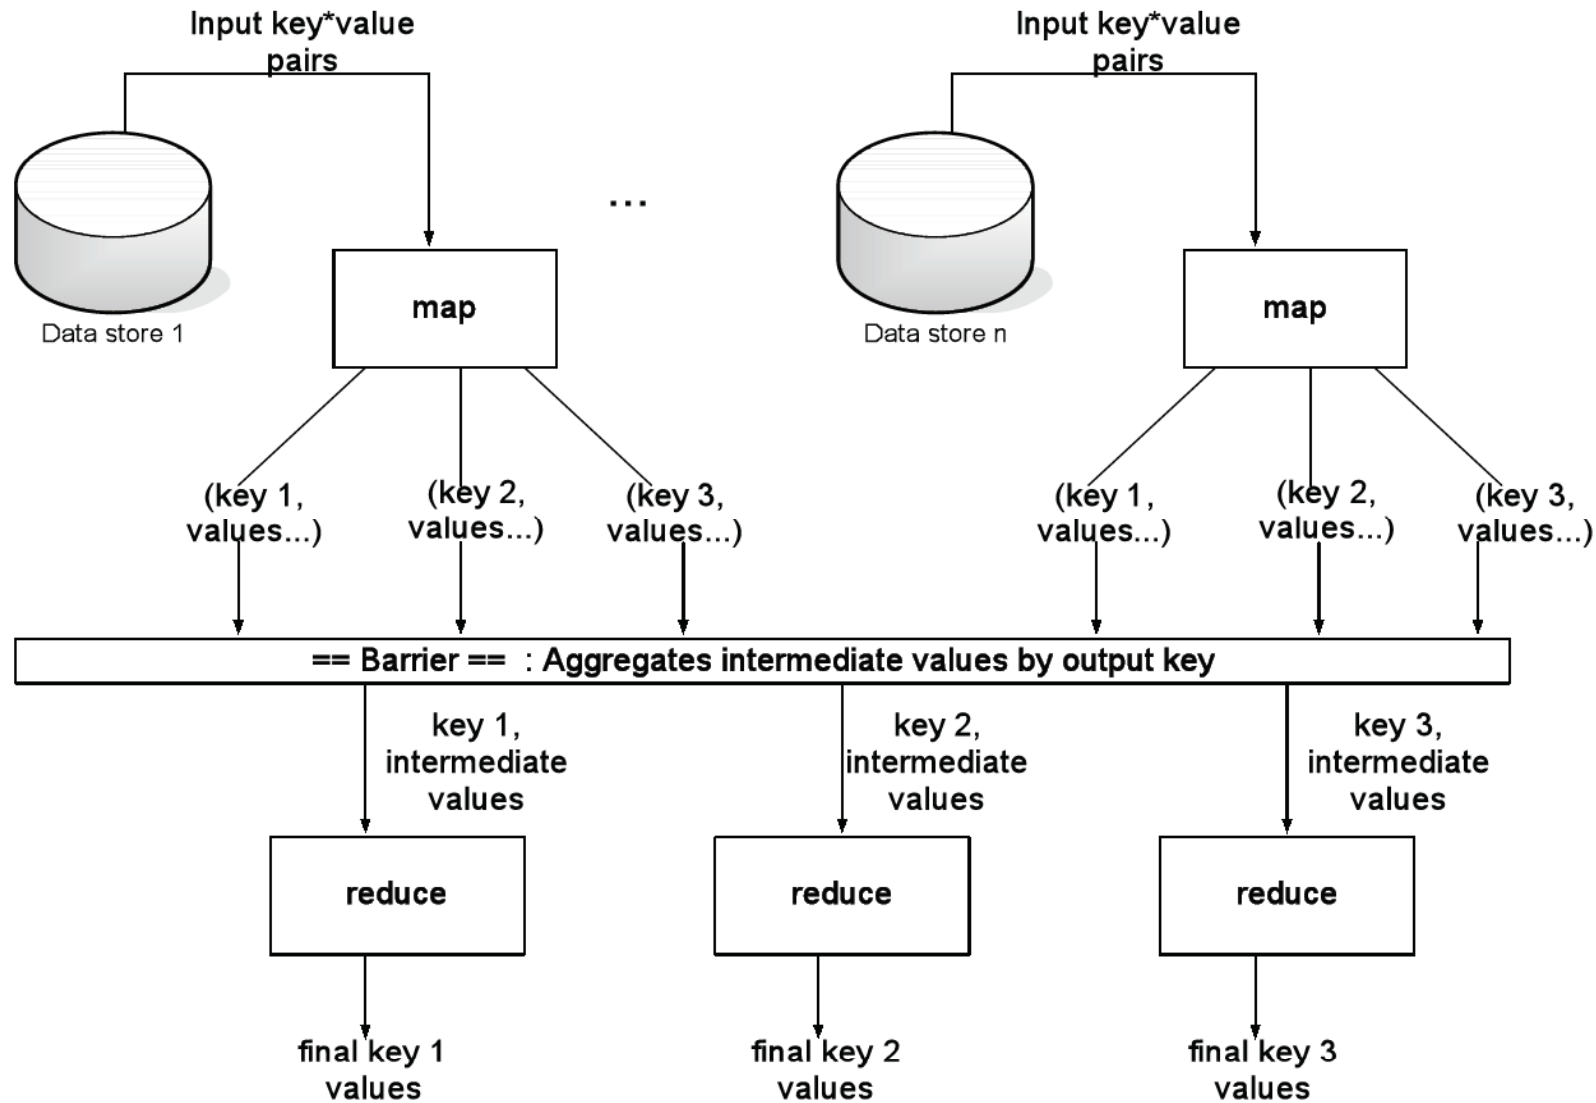 Input key*value
pairs
Input key*value
pairs
...
Data store 1
map
Data store n
map
(key 1,
values...)
(key 2,
values...)
(key 3,
values...)
(key 1,
values...)
(key 2,
values...)
(key 3,
values...)
== Barrier == : Aggregates intermediate values by output key
key 1,
intermediate
values
key 2,
intermediate
values
key 3,
intermediate
values
reduce
reduce
reduce
final key 1
values
final key 2
values
final key 3
values